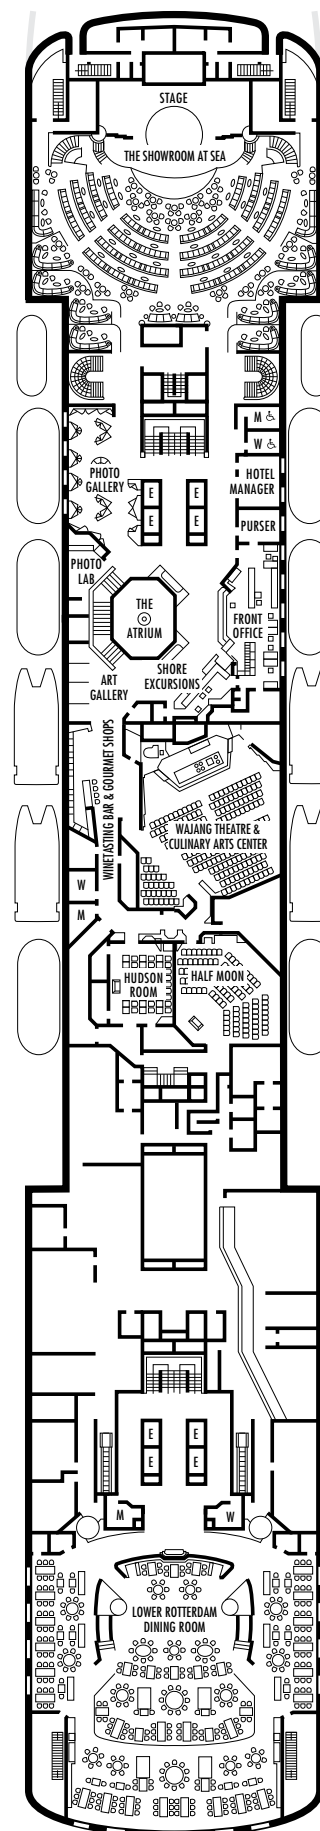 STAGE
THE SHOWROOM AT SEA
M
W
HOTEL
MANAGER
PHOTO
GALLERY
E
E
E
E
PURSER
PHOTO
LAB
THE
ATRIUM
FRONT
OFFICE
SHORE
EXCURSIONS
ART
GALLERY
WINETASTING BAR & GOURMET SHOPS
WAJANG THEATRE &
CULINARY ARTS CENTER
W
M
HUDSON
ROOM
HALF MOON
E
E
E
E
M
W
LOWER ROTTERDAM
DINING ROOM